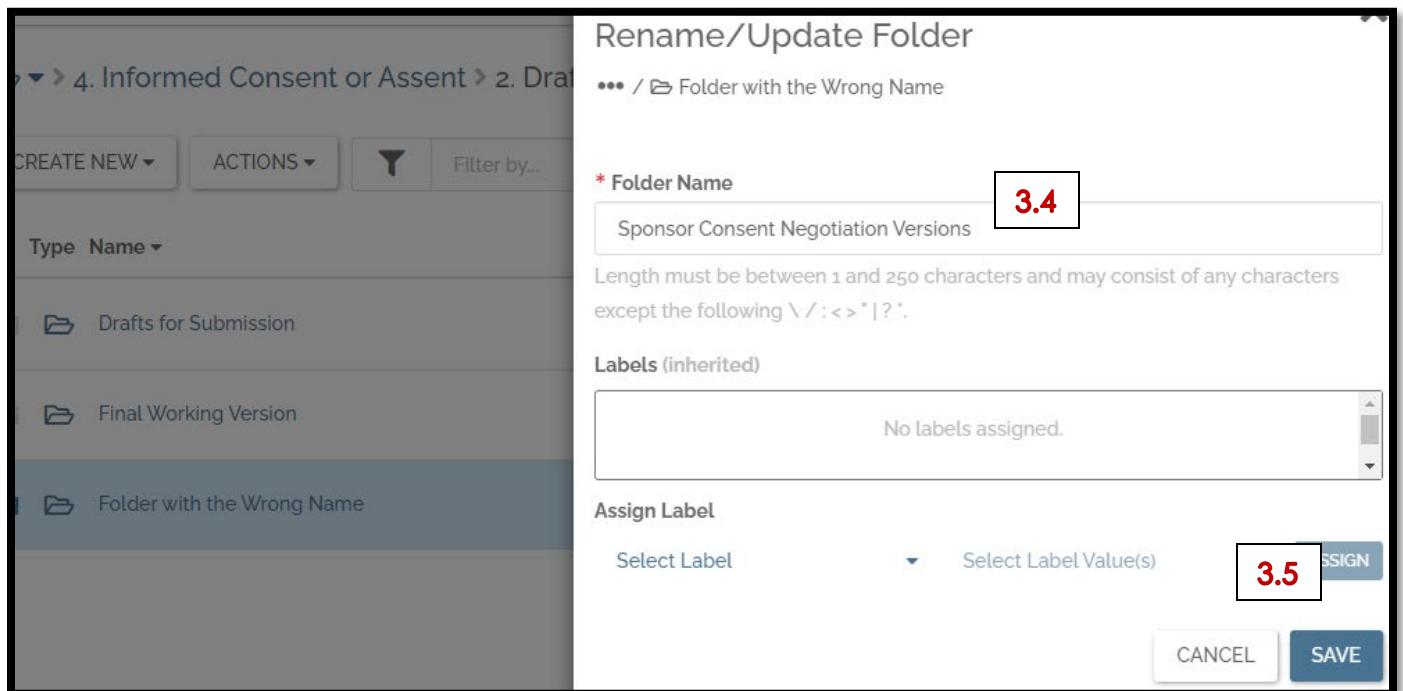 4. Informed Consent or Assent > 2. Draf
CREATE NEW
ACTIONS
Filter by...
Type Name
Drafts for Submission
Final Working Version
Folder with the Wrong Name
Rename/Update Folder
••• / Folder with the Wrong Name
* Folder Name
3.4
Sponsor Consent Negotiation Versions
Length must be between 1 and 250 characters and may consist of any characters
except the following \ / : < > " | ? *.
Labels (inherited)
No labels assigned.
Assign Label
Select Label
Select Label Value(s)
3.5
SSIGN
CANCEL
SAVE